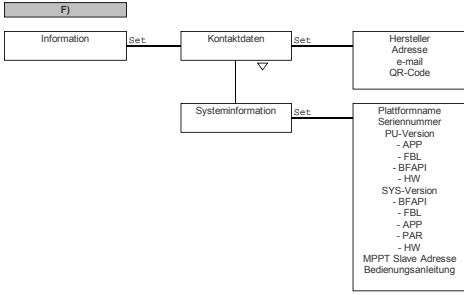 F)
Information
Set
Kontaktdaten
Set
Hersteller
Adresse
e-mail
QR-Code
Systeminformation
Set
Plattformname
Seriennummer
PU-Version
- APP
- FBL
- BFAPI
- HW
SYS-Version
- BFAPI
- FBL
- APP
- PAR
- HW
MPPT Slave Adresse
Bedienungsanleitung